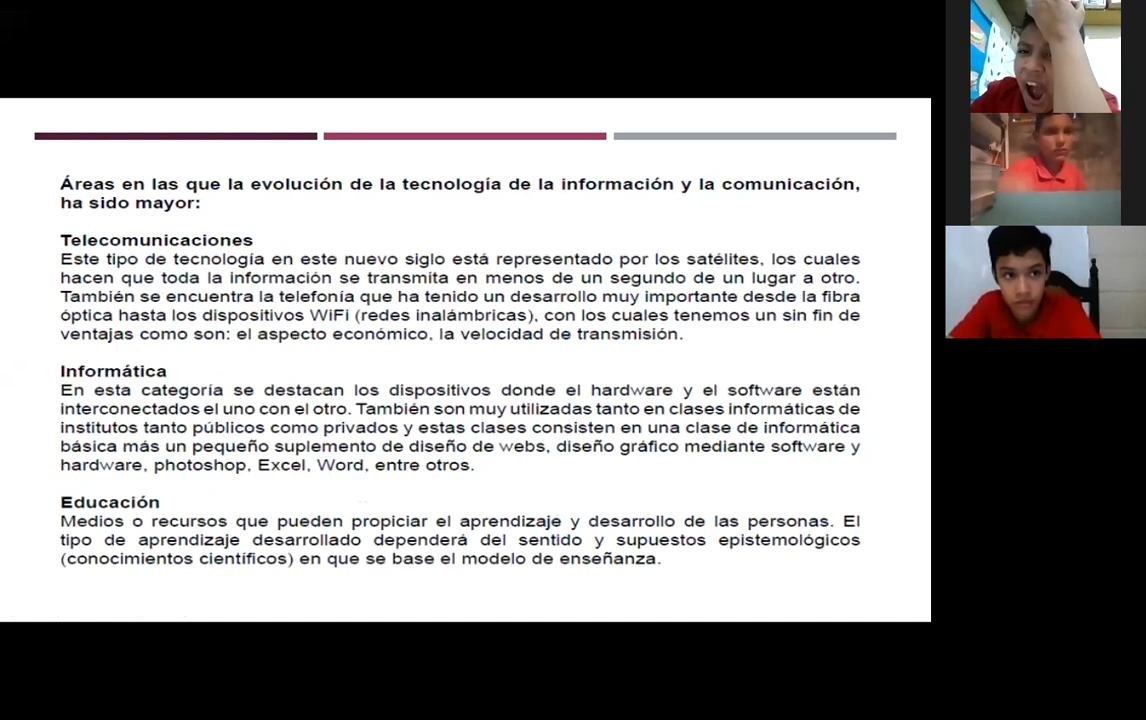 Áreas en las que la evolución de la tecnología de la información y la comunicación,
ha sido mayor:
Telecomunicaciones
Este tipo de tecnología en este nuevo siglo está representado por los satélites, los cuales
hacen que toda la información se transmita en menos de un segundo de un lugar a otro.
También se encuentra la telefonía que ha tenido un desarrollo muy importante desde la fibra
óptica hasta los dispositivos WiFi (redes inalámbricas), con los cuales tenemos un sin fin de
ventajas como son: el aspecto económico, la velocidad de transmisión.
Informática
En esta categoría se destacan los dispositivos donde el hardware y el software están
interconectados el uno con el otro. También son muy utilizadas tanto en clases informáticas de
institutos tanto públicos como privados y estas clases consisten en una clase de informática
básica más un pequeño suplemento de diseño de webs, diseño gráfico mediante software y
hardware, photoshop, Excel, Word, entre otros.
Educación
Medios o recursos que pueden propiciar el aprendizaje y desarrollo de las personas. El
tipo de aprendizaje desarrollado dependerá del sentido y supuestos epistemológicos
(conocimientos científicos) en que se base el modelo de enseñanza.